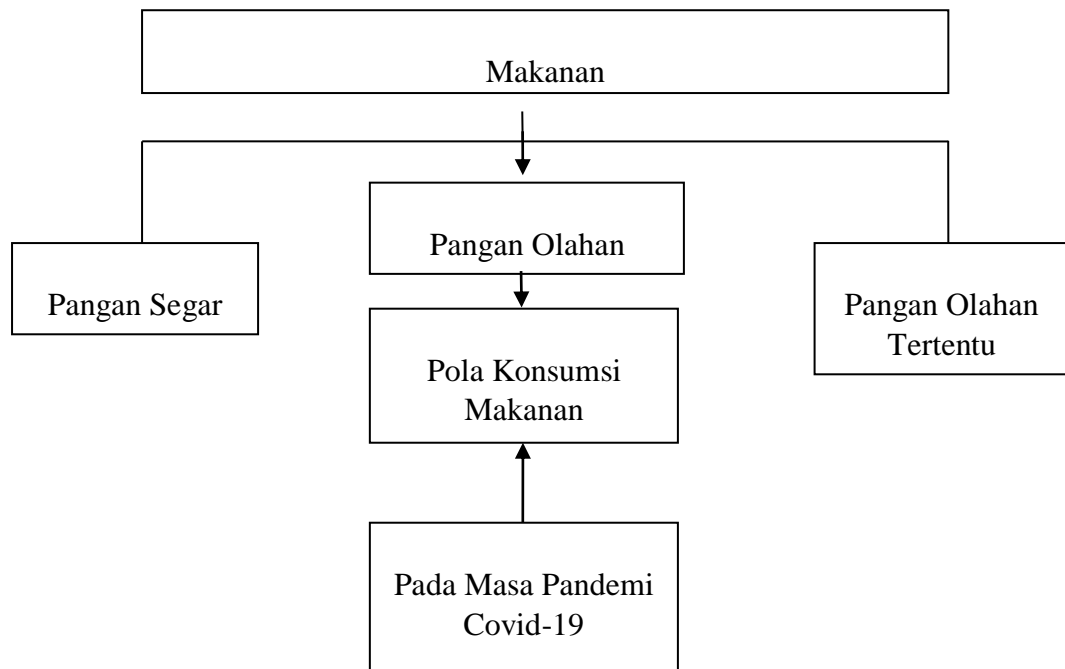 Makanan
Pangan Olahan
Pangan Segar
Pangan Olahan
Tertentu
Pola Konsumsi
Makanan
Pada Masa Pandemi
Covid-19